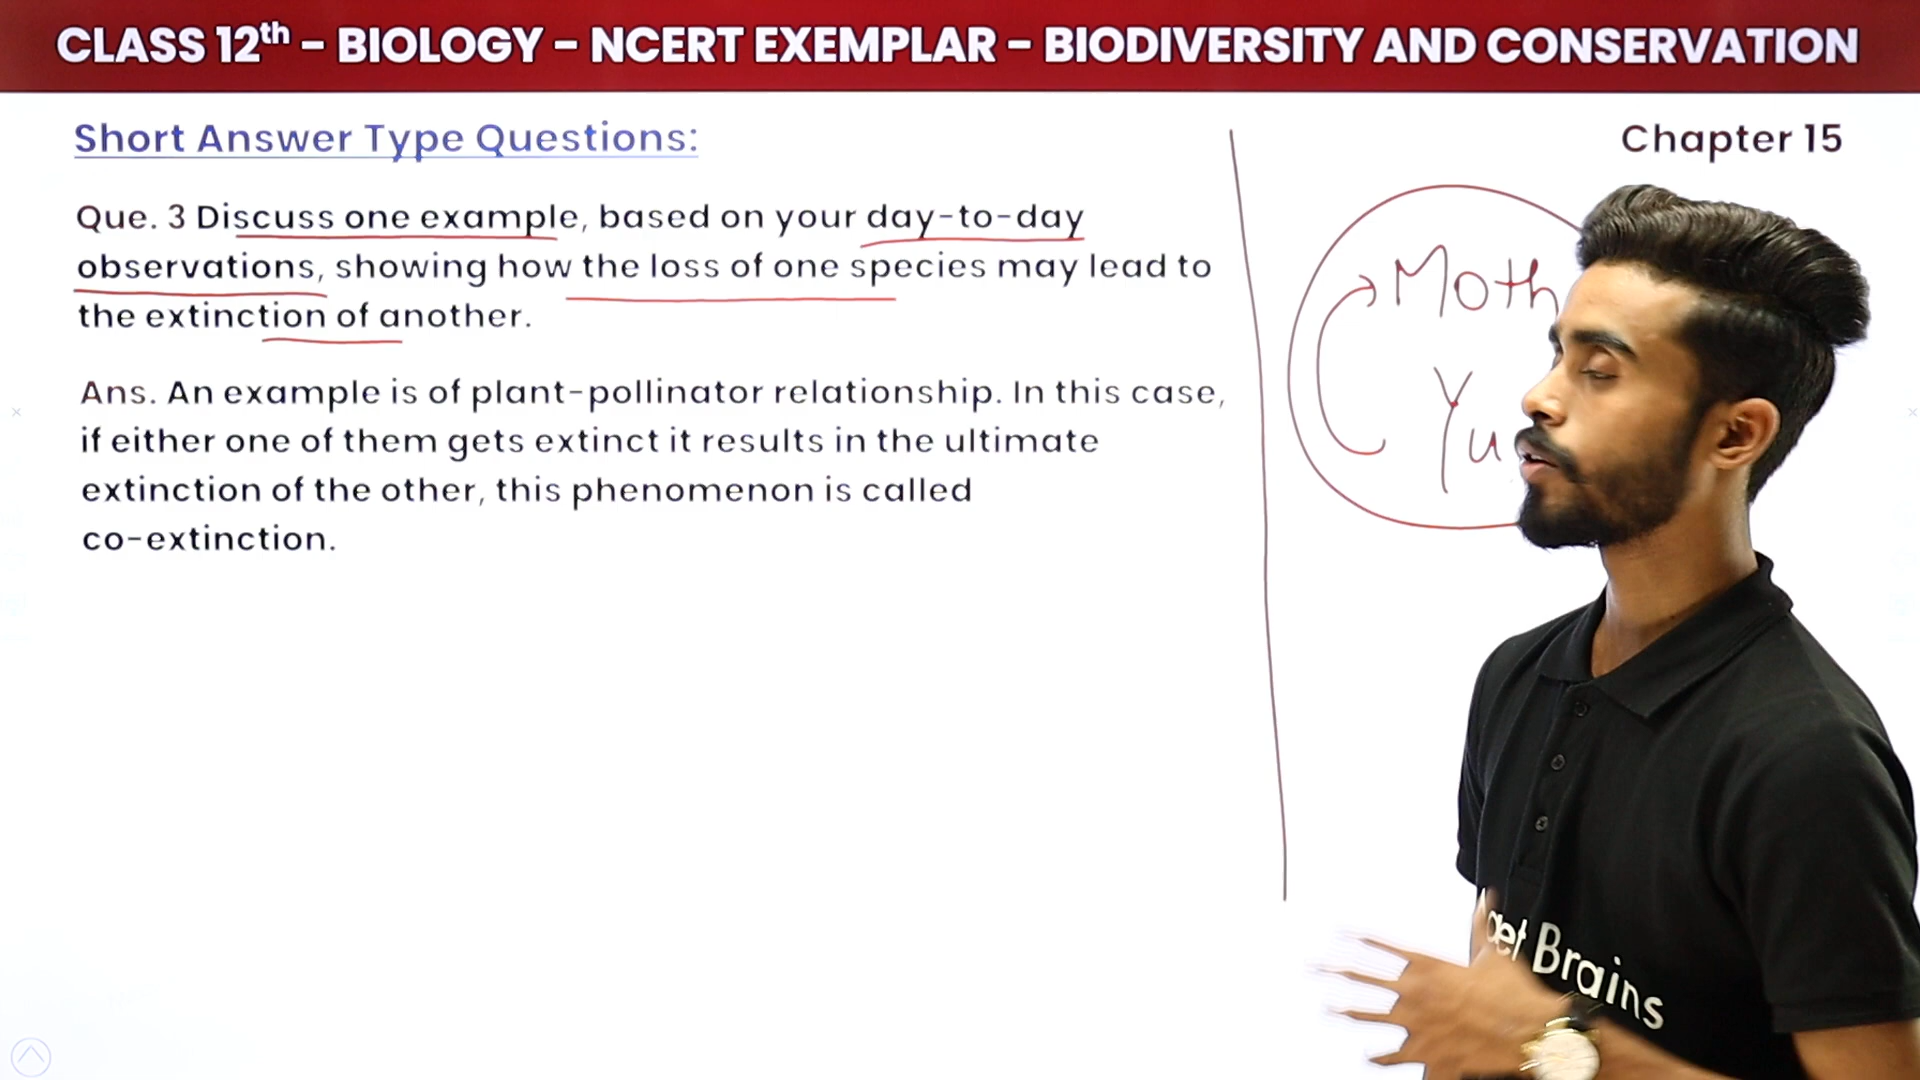 CLASS 12th – BIOLOGY – NCERT EXEMPLAR – BIODIVERSITY AND CONSERVATION
Short Answer Type Questions:
Chapter 15
Que. 3 Discuss one example, based on your day-to-day
observations, showing how the loss of one species may lead to
the extinction of another.
Ans. An example is of plant-pollinator relationship. In this case,
if either one of them gets extinct it results in the ultimate
extinction of the other, this phenomenon is called
co-extinction.
Moth
Brains